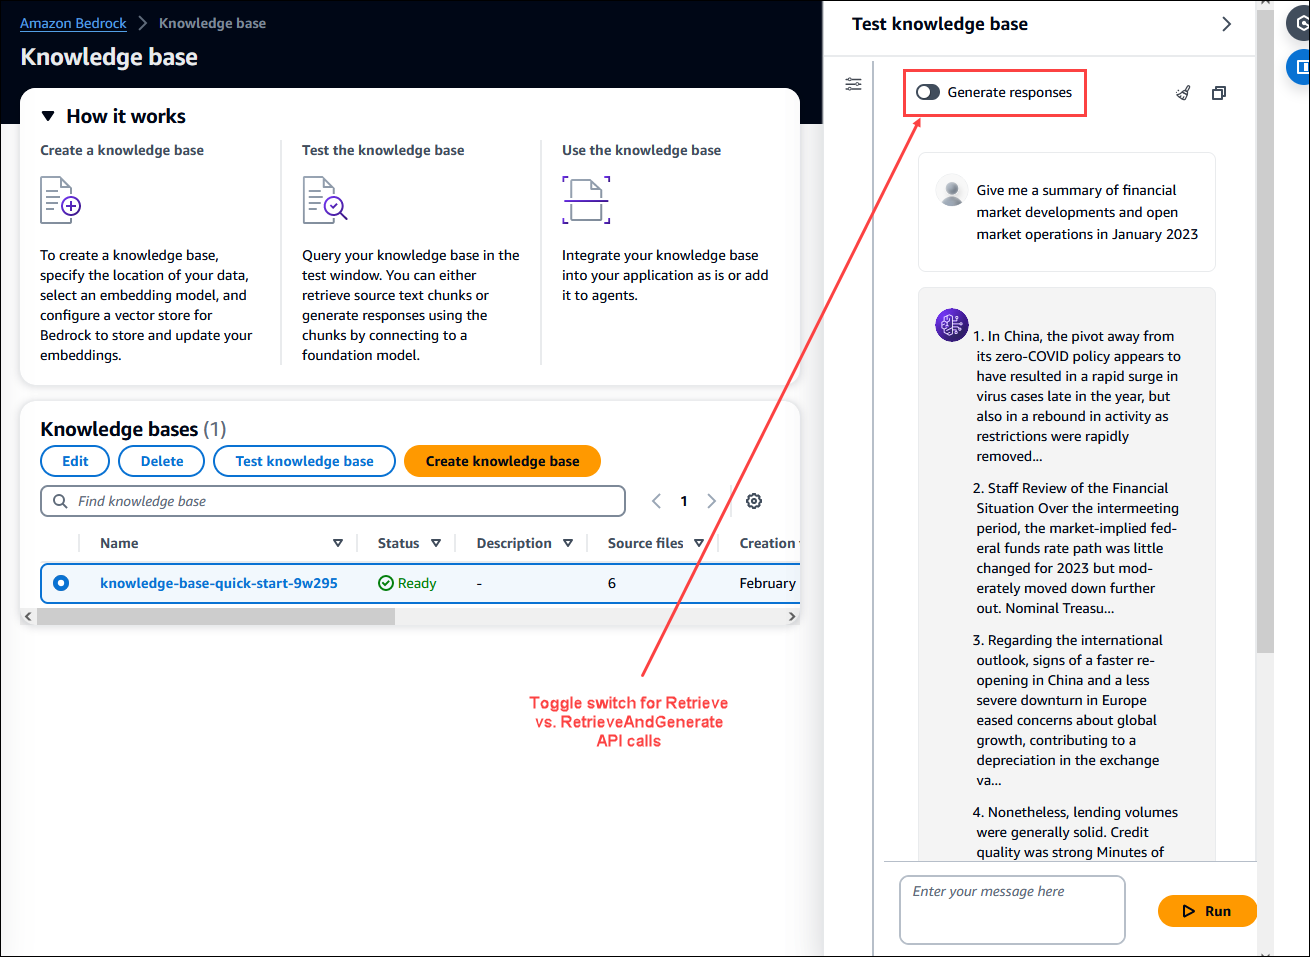 Amazon Bedrock > Knowledge base
Knowledge base
How it works
Create a knowledge base
To create a knowledge base,
specify the location of your data,
select an embedding model, and
configure a vector store for
Bedrock to store and update your
embeddings.
Test the knowledge base
Query your knowledge base in the
test window. You can either
retrieve source text chunks or
generate responses using the
chunks by connecting to a
foundation model.
Use the knowledge base
Integrate your knowledge base
into your application as is or add
it to agents.
Knowledge bases (1)
Edit Delete Test knowledge base Create knowledge base
Find knowledge base 1
Name Status Description Source files Creation
knowledge-base-quick-start-9w295 Ready - 6 February
Toggle switch for Retrieve
vs. RetrieveAndGenerate
API calls
Test knowledge base
Generate responses
Give me a summary of financial
market developments and open
market operations in January 2023
1. In China, the pivot away from
its zero-COVID policy appears to
have resulted in a rapid surge in
virus cases late in the year, but
also in a rebound in activity as
restrictions were rapidly
removed...
2. Staff Review of the Financial
Situation Over the intermeeting
period, the market-implied fed-
eral funds rate path was little
changed for 2023 but mod-
erately moved down further
out. Nominal Treasu...
3. Regarding the international
outlook, signs of a faster re-
opening in China and a less
severe downturn in Europe
eased concerns about global
growth, contributing to a
depreciation in the exchange
va...
4. Nonetheless, lending volumes
were generally solid. Credit
quality was strong Minutes of
Enter your message here
Run